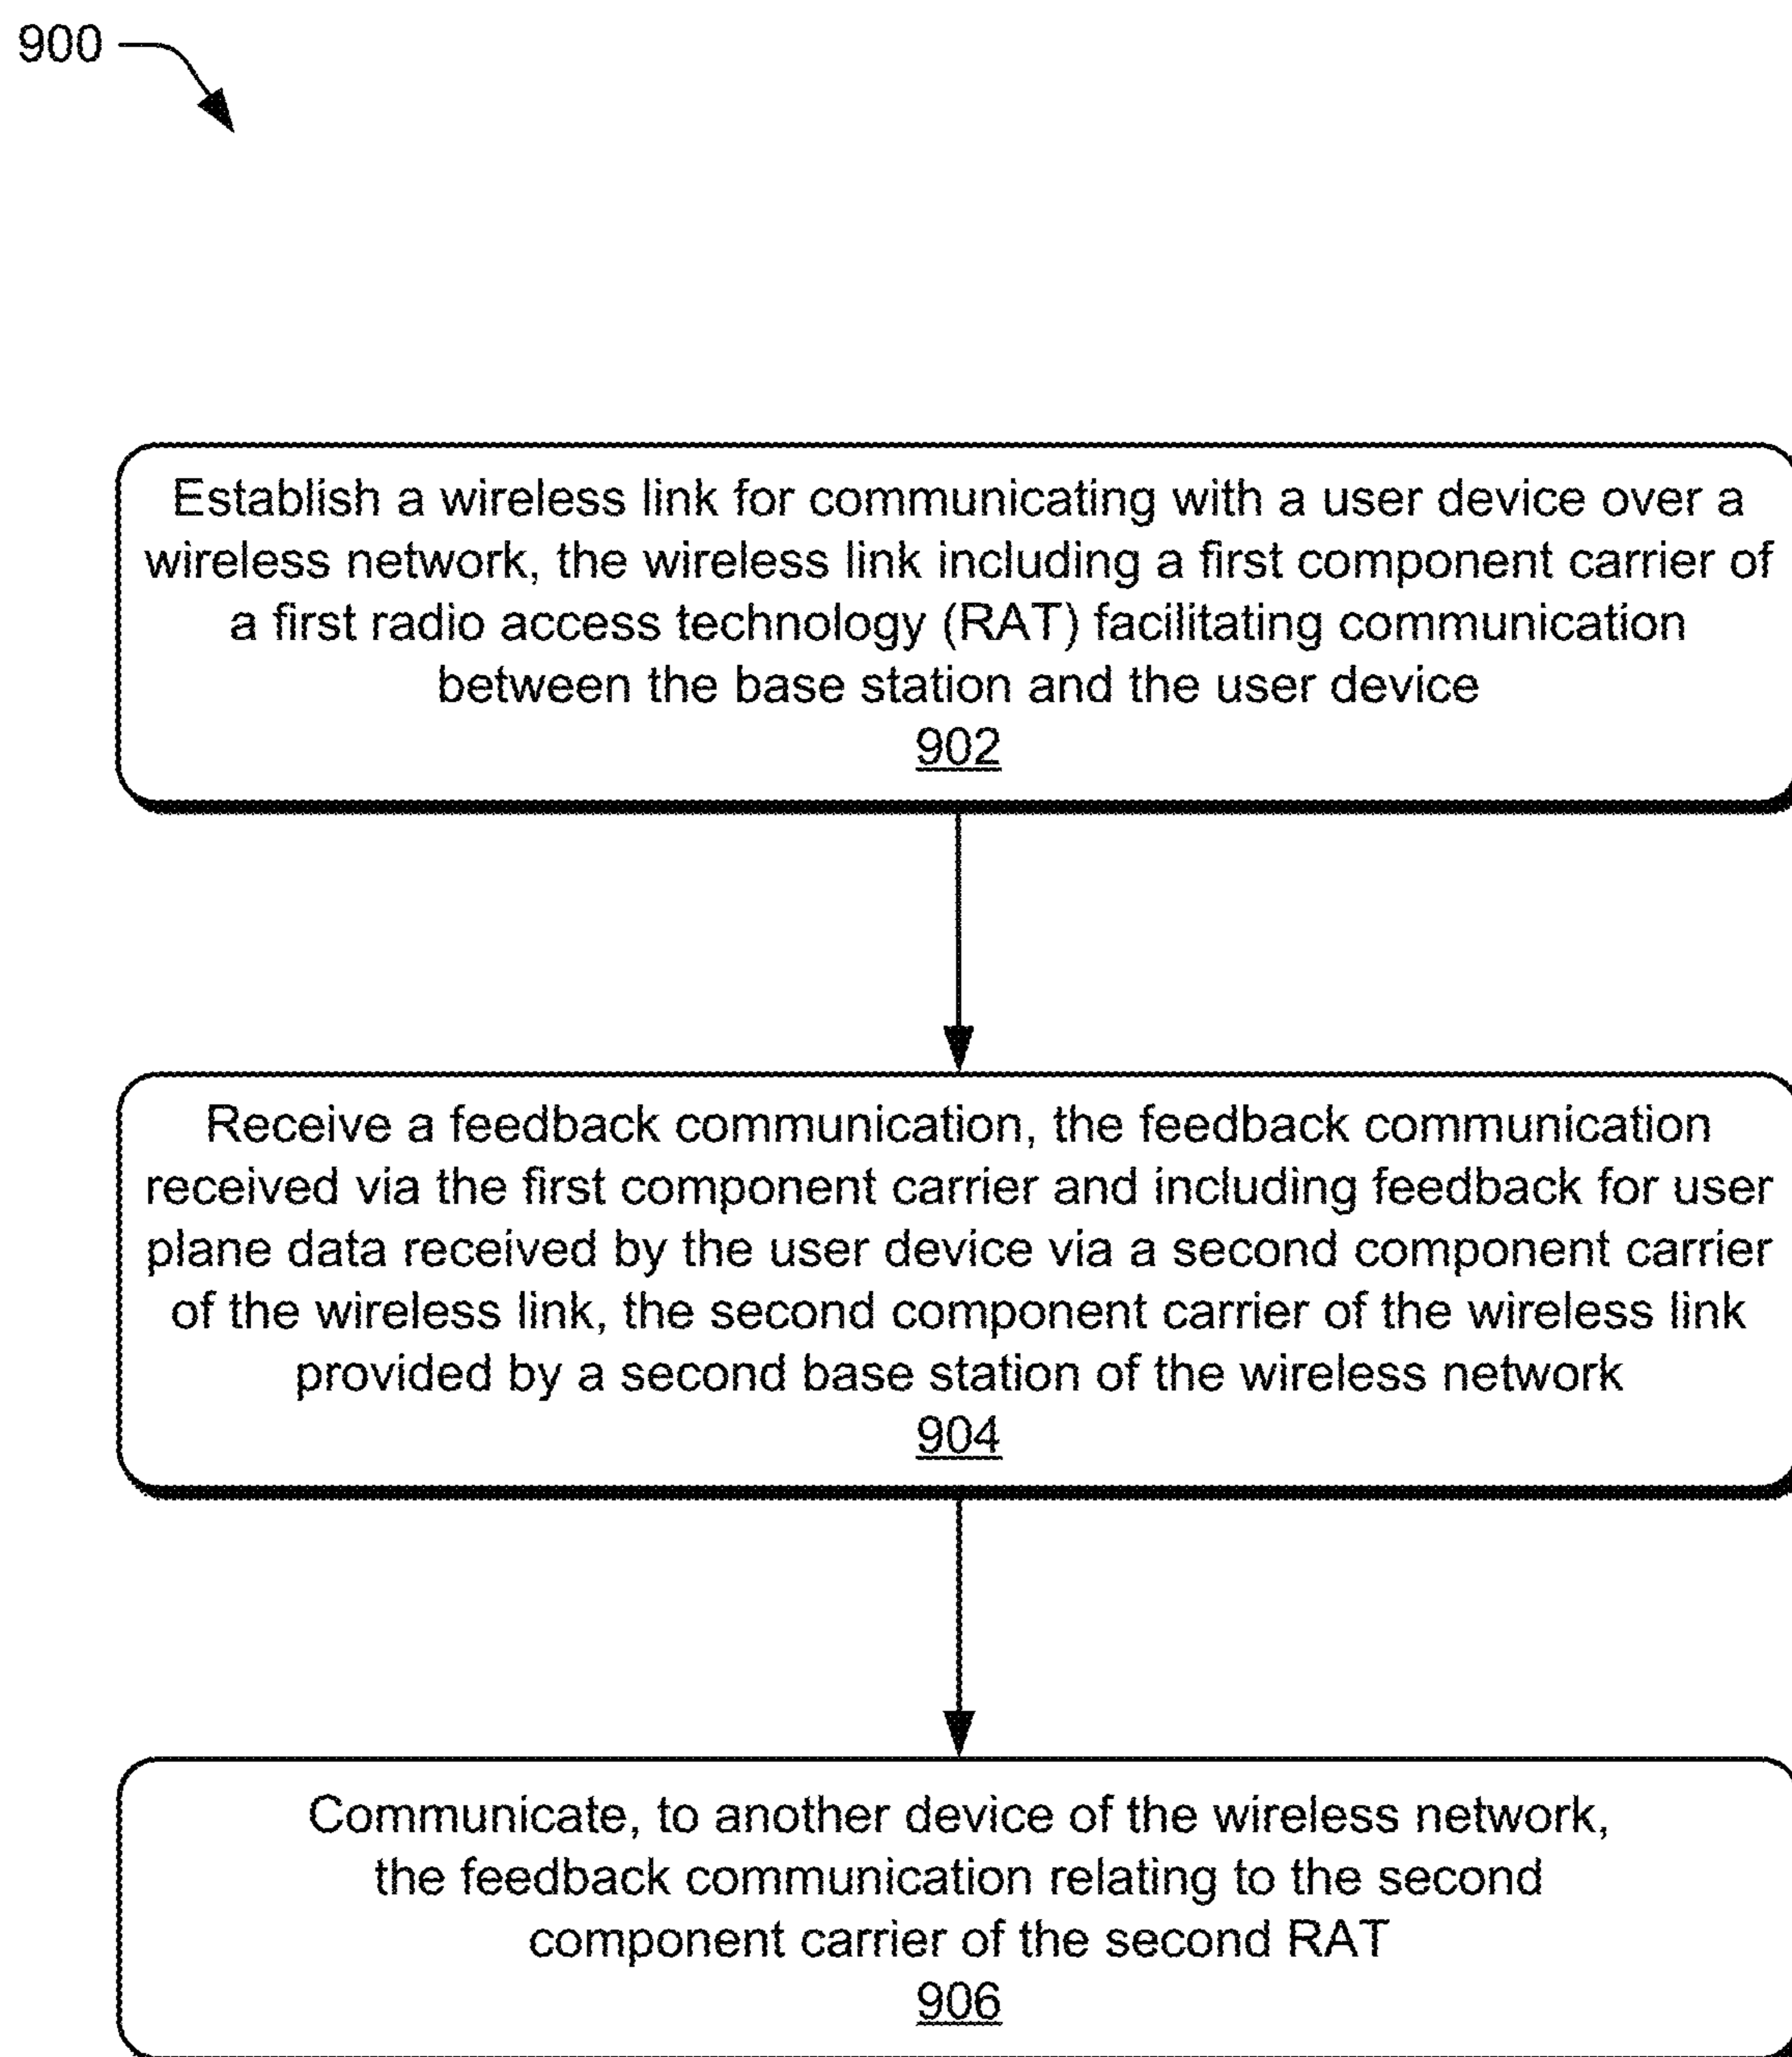 900
Establish a wireless link for communicating with a user device over a
wireless network, the wireless link including a first component carrier of
a first radio access technology (RAT) facilitating communication
between the base station and the user device
902
Receive a feedback communication, the feedback communication
received via the first component carrier and including feedback for user
plane data received by the user device via a second component carrier
of the wireless link, the second component carrier of the wireless link
provided by a second base station of the wireless network
904
Communicate, to another device of the wireless network,
the feedback communication relating to the second
component carrier of the second RAT
906